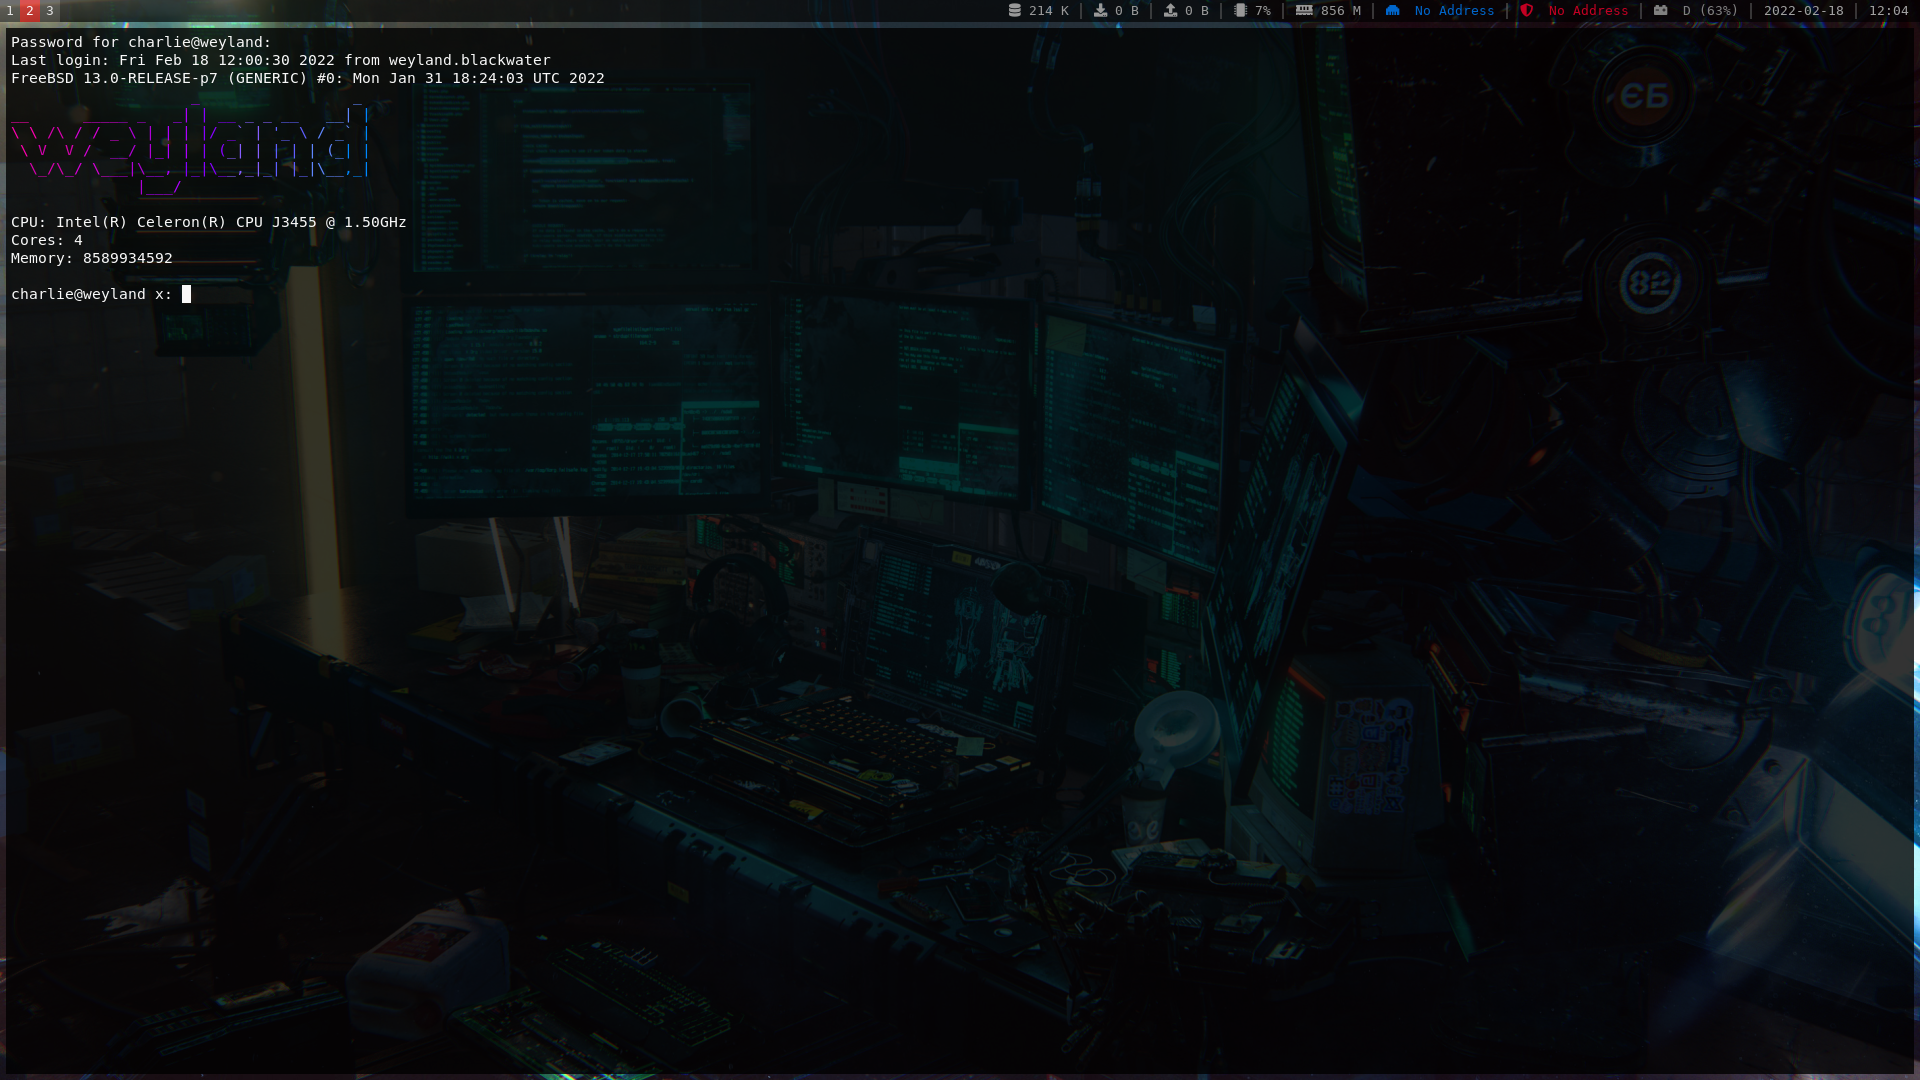 1 2 3 214 K | 0 B | 0 B | 7% | 856 M | No Address | No Address | D (63%) | 2022-02-18 | 12:04
Password for charlie@weyland:
Last login: Fri Feb 18 12:00:30 2022 from weyland.blackwater
FreeBSD 13.0-RELEASE-p7 (GENERIC) #0: Mon Jan 31 18:24:03 UTC 2022
weyland
CPU: Intel(R) Celeron(R) CPU J3455 @ 1.50GHz
Cores: 4
Memory: 8589934592
charlie@weyland x:
ЄБ
82